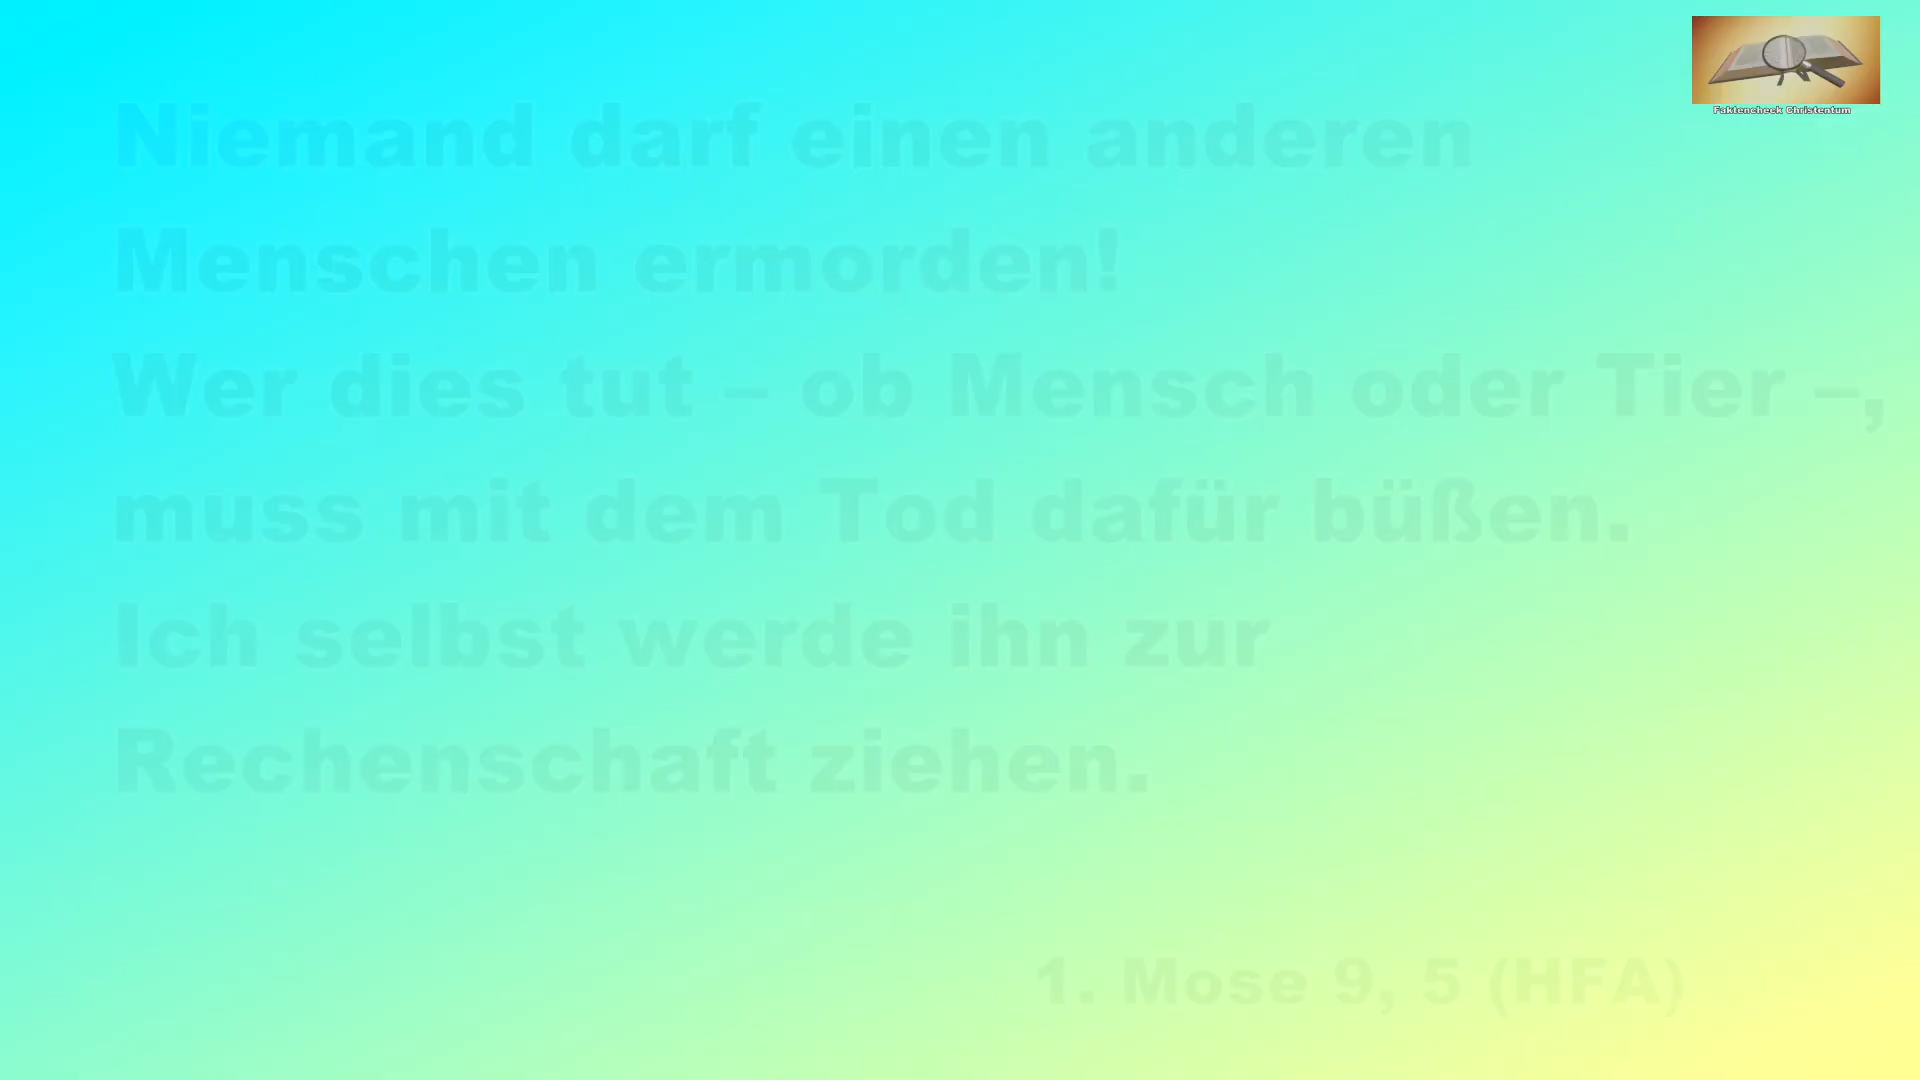 Faktencheck Christentum
Niemand darf einen anderen
Menschen ermorden!
Wer dies tut – ob Mensch oder Tier –,
muss mit dem Tod dafür büßen.
Ich selbst werde ihn zur
Rechenschaft ziehen.
1. Mose 9, 5 (HFA)